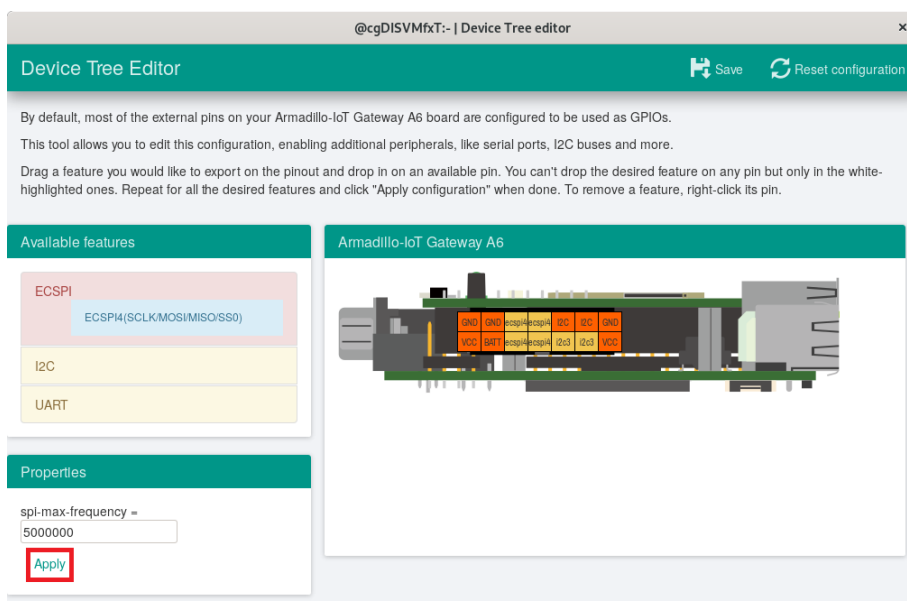 @cgDISVMfxT:~ | Device Tree editor
×
Device Tree Editor
Save
Reset configuration
By default, most of the external pins on your Armadillo-IoT Gateway A6 board are configured to be used as GPIOs.
This tool allows you to edit this configuration, enabling additional peripherals, like serial ports, I2C buses and more.
Drag a feature you would like to export on the pinout and drop in on an available pin. You can't drop the desired feature on any pin but only in the white-
highlighted ones. Repeat for all the desired features and click "Apply configuration" when done. To remove a feature, right-click its pin.
Available features
ECSPI
ECSPI4(SCLK/MOSI/MISO/SS0)
I2C
UART
Armadillo-IoT Gateway A6
GND GND ecspi4 ecspi4 I2C I2C GND
VCC BATT ecspi4 ecspi4 i2c3 i2c3 VCC
Properties
spi-max-frequency =
5000000
Apply